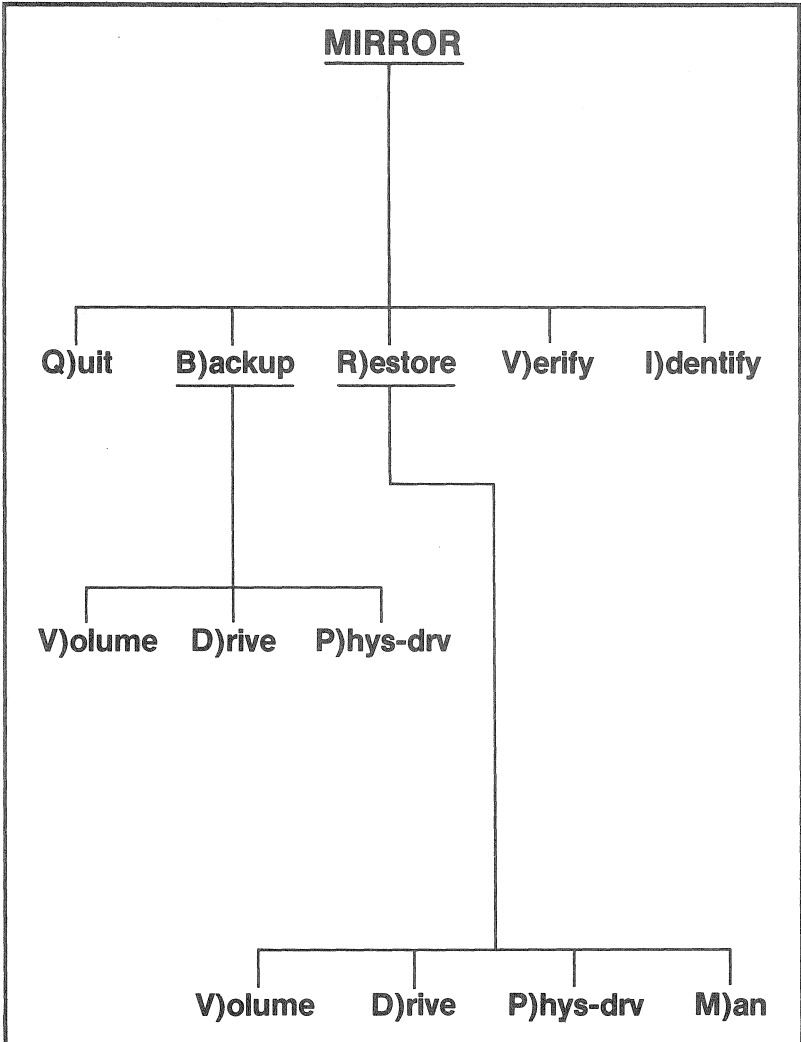 MIRROR
Q)uit B)ackup R)estore V)erify I)dentify
V)olume D)rive P)hys-drv
V)olume D)rive P)hys-drv M)an